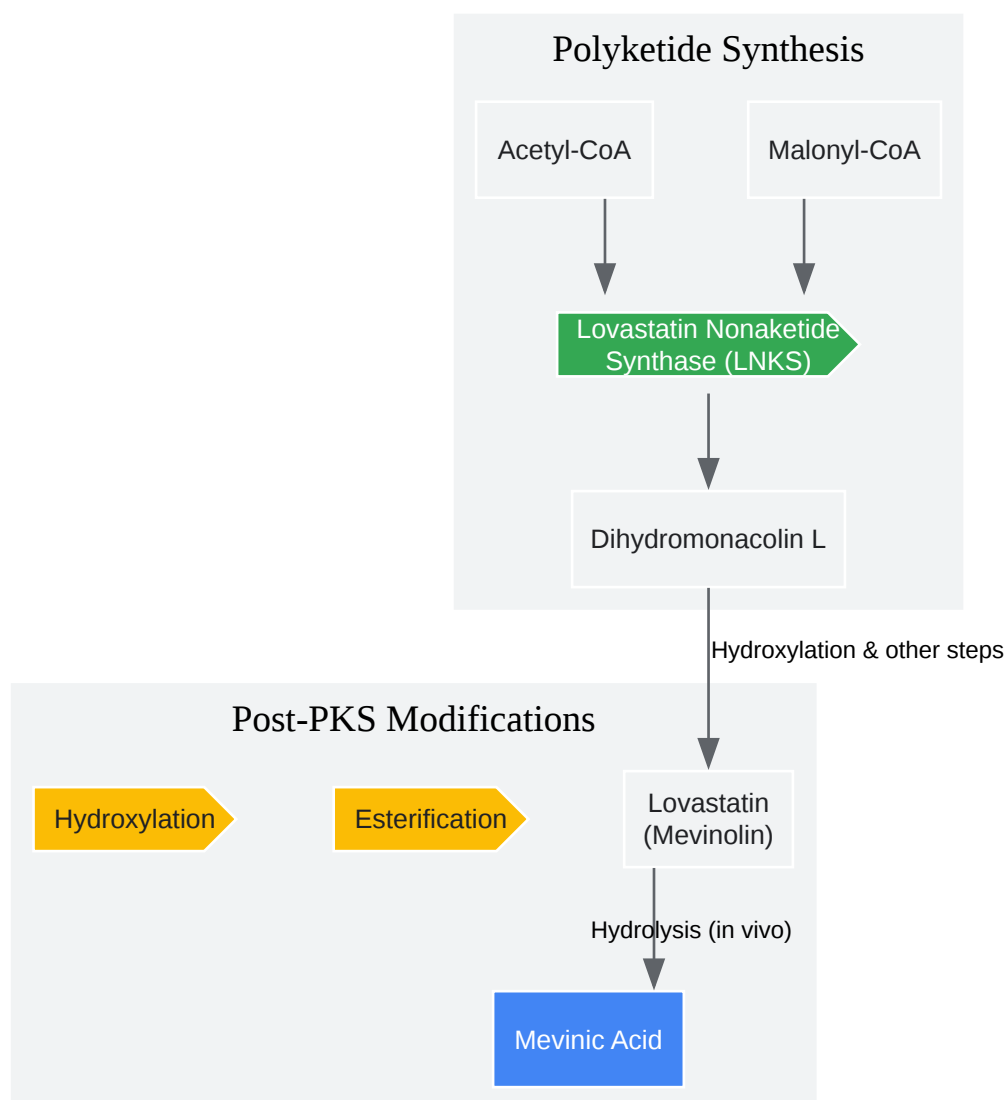 Polyketide Synthesis
Acetyl-CoA
Malonyl-CoA
Lovastatin Nonaketide
Synthase (LNKS)
Dihydromonacolin L
Hydroxylation & other steps
Post-PKS Modifications
Hydroxylation
Esterification
Lovastatin
(Mevinolin)
Hydrolysis (in vivo)
Mevinic Acid